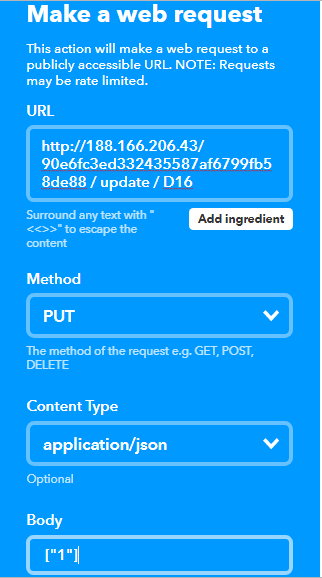 Make a web request
This action will make a web request to a
publicly accessible URL. NOTE: Requests
may be rate limited.
URL
http://188.166.206.43/
90e6fc3ed332435587af6799fb5
8de88 / update / D16
Surround any text with "
<<>>" to escape the
content
Add ingredient
Method
PUT
The method of the request e.g. GET, POST,
DELETE
Content Type
application/json
Optional
Body
["1"]